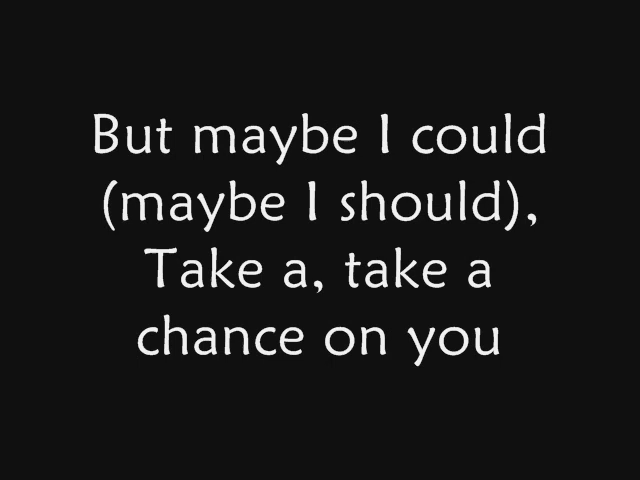 But maybe I could
(maybe I should),
Take a, take a
chance on you